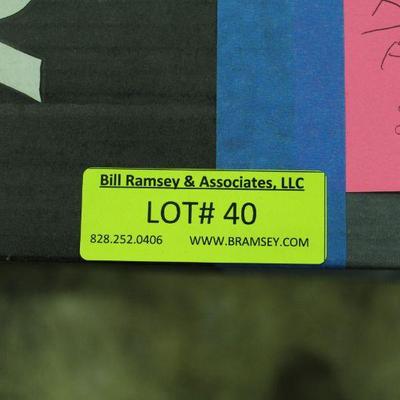 Bill Ramsey & Associates, LLC
LOT# 40
828.252.0406 WWW.BRAMSEY.COM